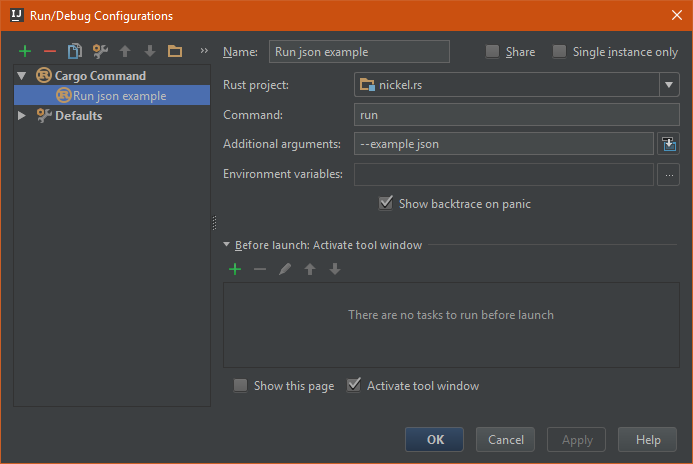 Run/Debug Configurations
Name: Run json example Share Single instance only
Cargo Command
Run json example
Defaults
Rust project: nickel.rs
Command: run
Additional arguments: --example json
Environment variables: ...
Show backtrace on panic
Before launch: Activate tool window
There are no tasks to run before launch
Show this page Activate tool window
OK Cancel Apply Help